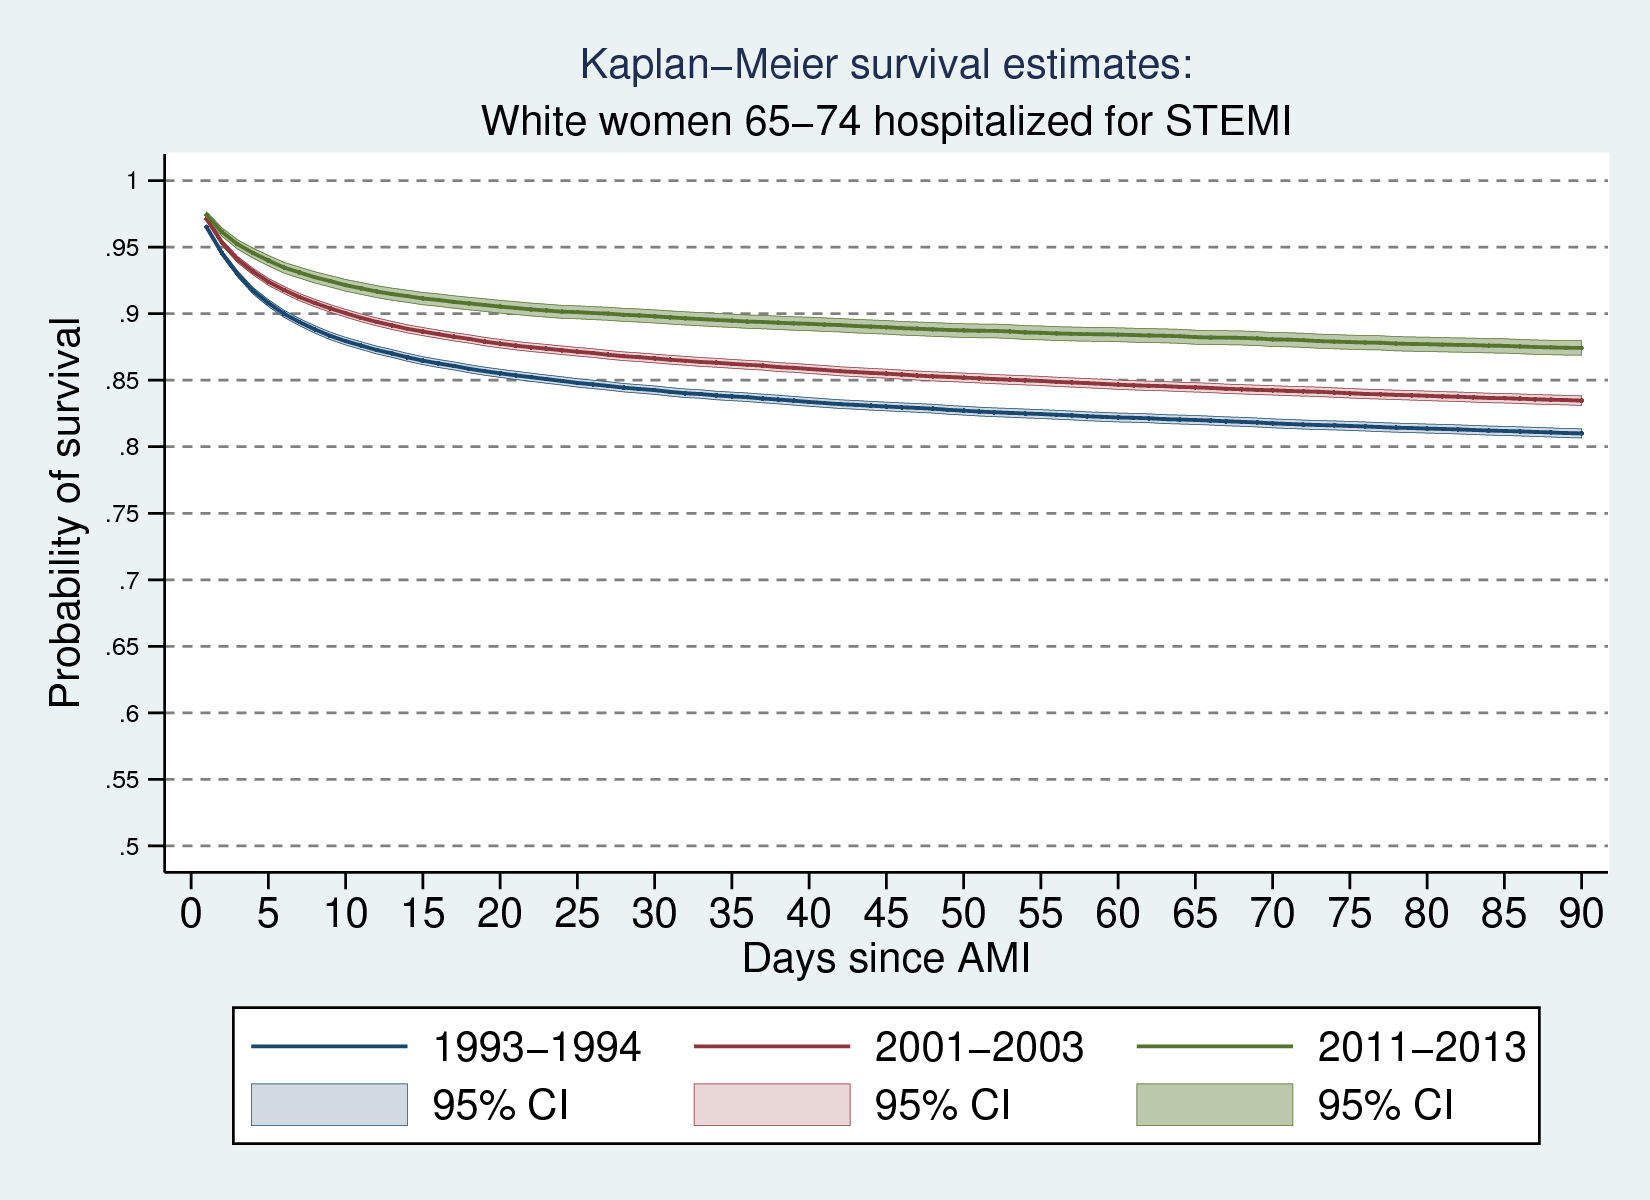 Kaplan–Meier survival estimates:
White women 65–74 hospitalized for STEMI
Probability of survival
1
.95
.9
.85
.8
.75
.7
.65
.6
.55
.5
0 5 10 15 20 25 30 35 40 45 50 55 60 65 70 75 80 85 90
Days since AMI
1993–1994 2001–2003 2011–2013
95% CI 95% CI 95% CI